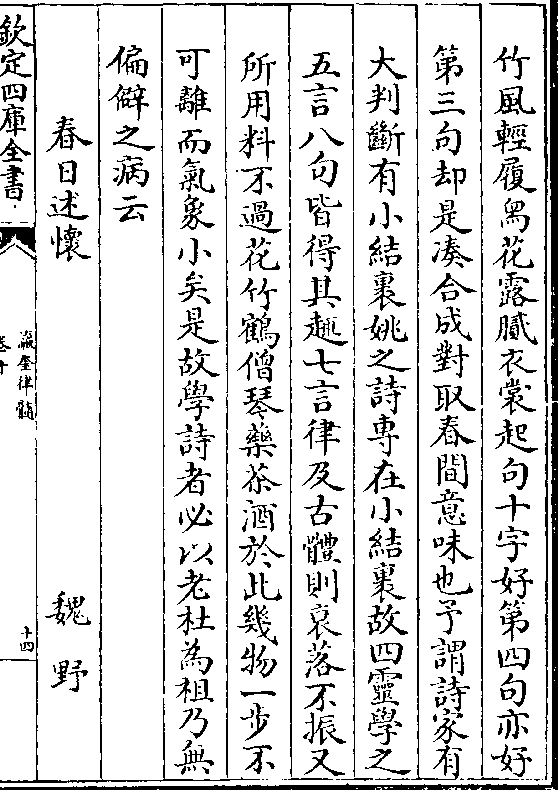 竹風輕履舄花露膩衣裳起句十字好第四句亦好
第三句却是凑合成對取春間意味也予謂詩家有
大判斷有小結裹姚之詩專在小結裹故四靈學之
五言八句皆得其趣七言律及古體則衰落不振又
所用料不過花竹鶴僧琴藥茶酒於此幾物一步不
可離而氣象小矣是故學詩者必以老杜為祖乃無
偏僻之病云
春日述懷 魏野
欽定四庫全書
瀛奎律髓
卷十
十四